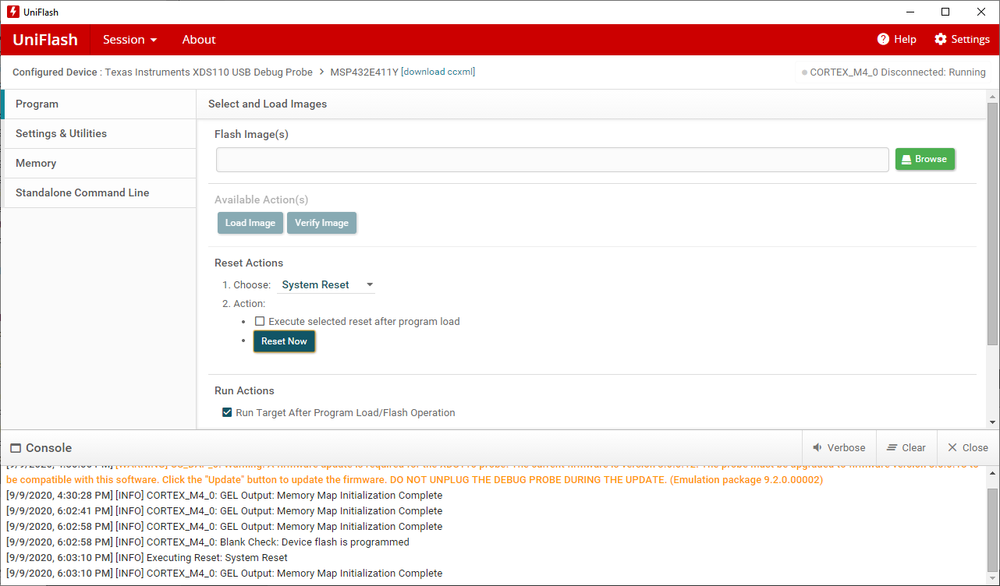 UniFlash
UniFlash Session About Help Settings
Configured Device : Texas Instruments XDS110 USB Debug Probe > MSP432E411Y [download ccxml] CORTEX_M4_0 Disconnected: Running
Program
Settings & Utilities
Memory
Standalone Command Line
Select and Load Images
Flash Image(s)
Browse
Available Action(s)
Load Image Verify Image
Reset Actions
1. Choose: System Reset
2. Action:
• Execute selected reset after program load
• Reset Now
Run Actions
Run Target After Program Load/Flash Operation
Console Verbose Clear Close
be compatible with this software. Click the "Update" button to update the firmware. DO NOT UNPLUG THE DEBUG PROBE DURING THE UPDATE. (Emulation package 9.2.0.00002)
[9/9/2020, 4:30:28 PM] [INFO] CORTEX_M4_0: GEL Output: Memory Map Initialization Complete
[9/9/2020, 6:02:41 PM] [INFO] CORTEX_M4_0: GEL Output: Memory Map Initialization Complete
[9/9/2020, 6:02:58 PM] [INFO] CORTEX_M4_0: GEL Output: Memory Map Initialization Complete
[9/9/2020, 6:02:58 PM] [INFO] CORTEX_M4_0: Blank Check: Device flash is programmed
[9/9/2020, 6:03:10 PM] [INFO] Executing Reset: System Reset
[9/9/2020, 6:03:10 PM] [INFO] CORTEX_M4_0: GEL Output: Memory Map Initialization Complete